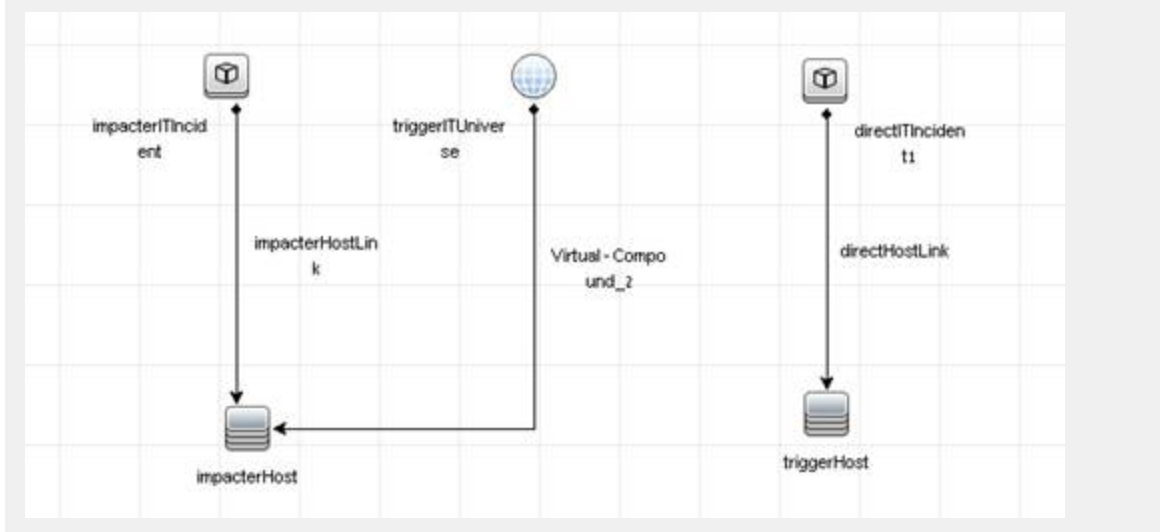 impacterITIncid
ent
triggerITUniver
se
directITInciden
t1
impacterHostLin
k
Virtual - Compo
und_2
directHostLink
impacterHost
triggerHost